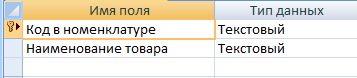 Имя поля Тип данных
Код в номенклатуре Текстовый
Наименование товара Текстовый